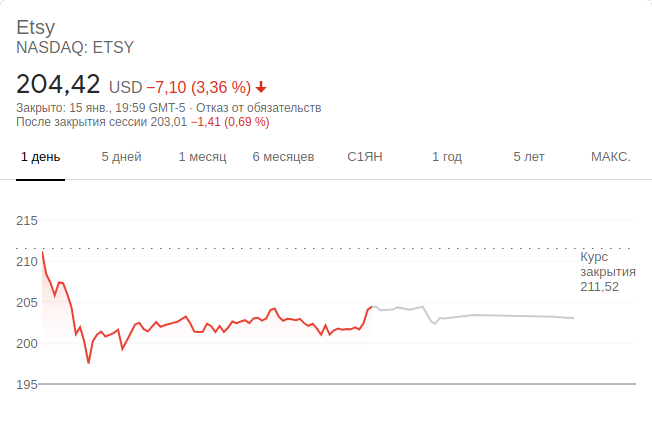 Etsy
NASDAQ: ETSY
204,42 USD −7,10 (3,36 %)
Закрыто: 15 янв., 19:59 GMT-5 · Отказ от обязательств
После закрытия сессии 203,01 −1,41 (0,69 %)
1 день 5 дней 1 месяц 6 месяцев С1ЯН 1 год 5 лет МАКС.
215
210
205
200
195
Курс
закрытия
211,52